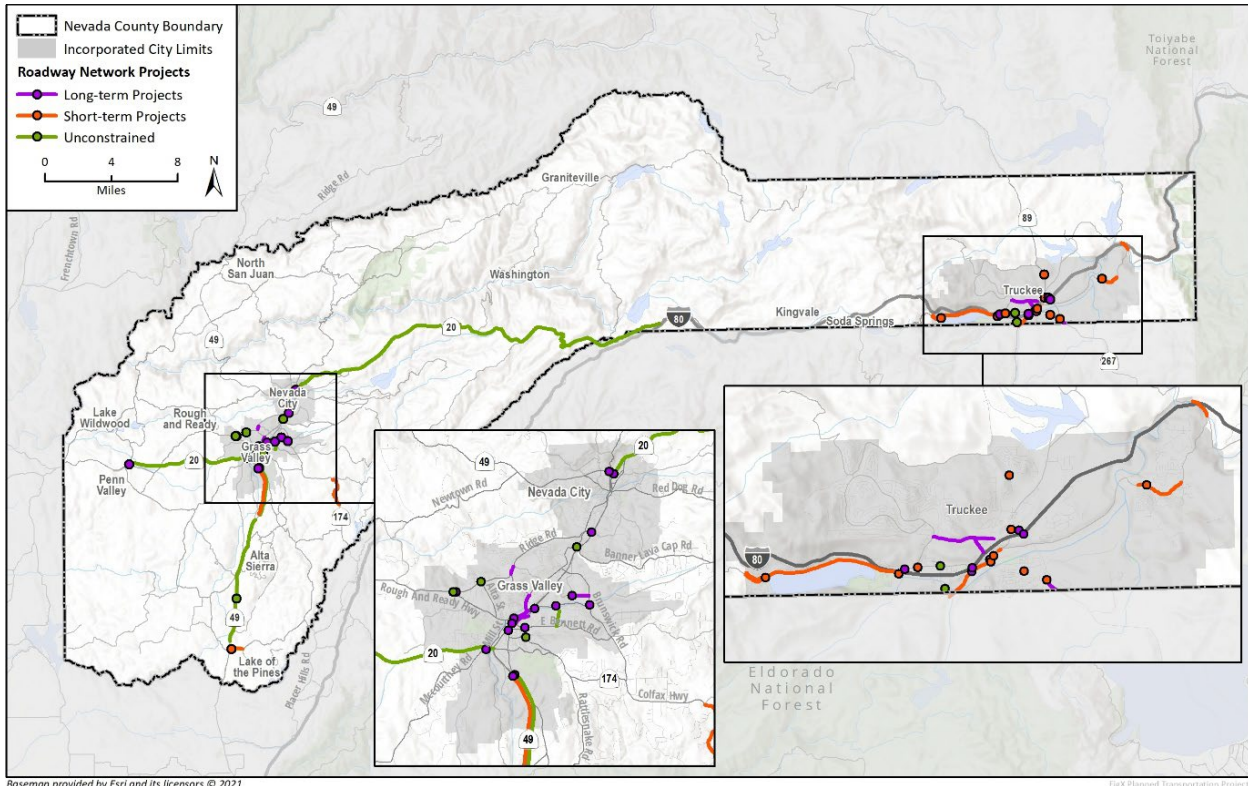 Nevada County Boundary
Incorporated City Limits
Roadway Network Projects
Long-term Projects
Short-term Projects
Unconstrained
0 4 8
Miles
N
Toiyabe
National
Forest
49
Ridge Rd
Graniteville
Frenchtown Rd
89
North
San Juan
Washington
Truckee
Kingvale
80
Soda Springs
20
49
267
Nevada
City
Lake
Wildwood
Rough
and Ready
Grass
Valley
20
Penn
Valley
174
Alta
Sierra
49
Lake of
the Pines
Placer Hills Rd
20
49
Nevada City
Newtown Rd
Red Dog Rd
Ridge Rd
Banner Lava Cap Rd
Grass Valley
Rough And Ready Hwy
Alta St
Mill St
Brunswick Rd
E Bennett Rd
20
Mccourtney Rd
174
Colfax Hwy
Rattlesnake Rd
49
Truckee
80
Eldorado
National
Forest
Basemap provided by Esri and its licensors © 2021